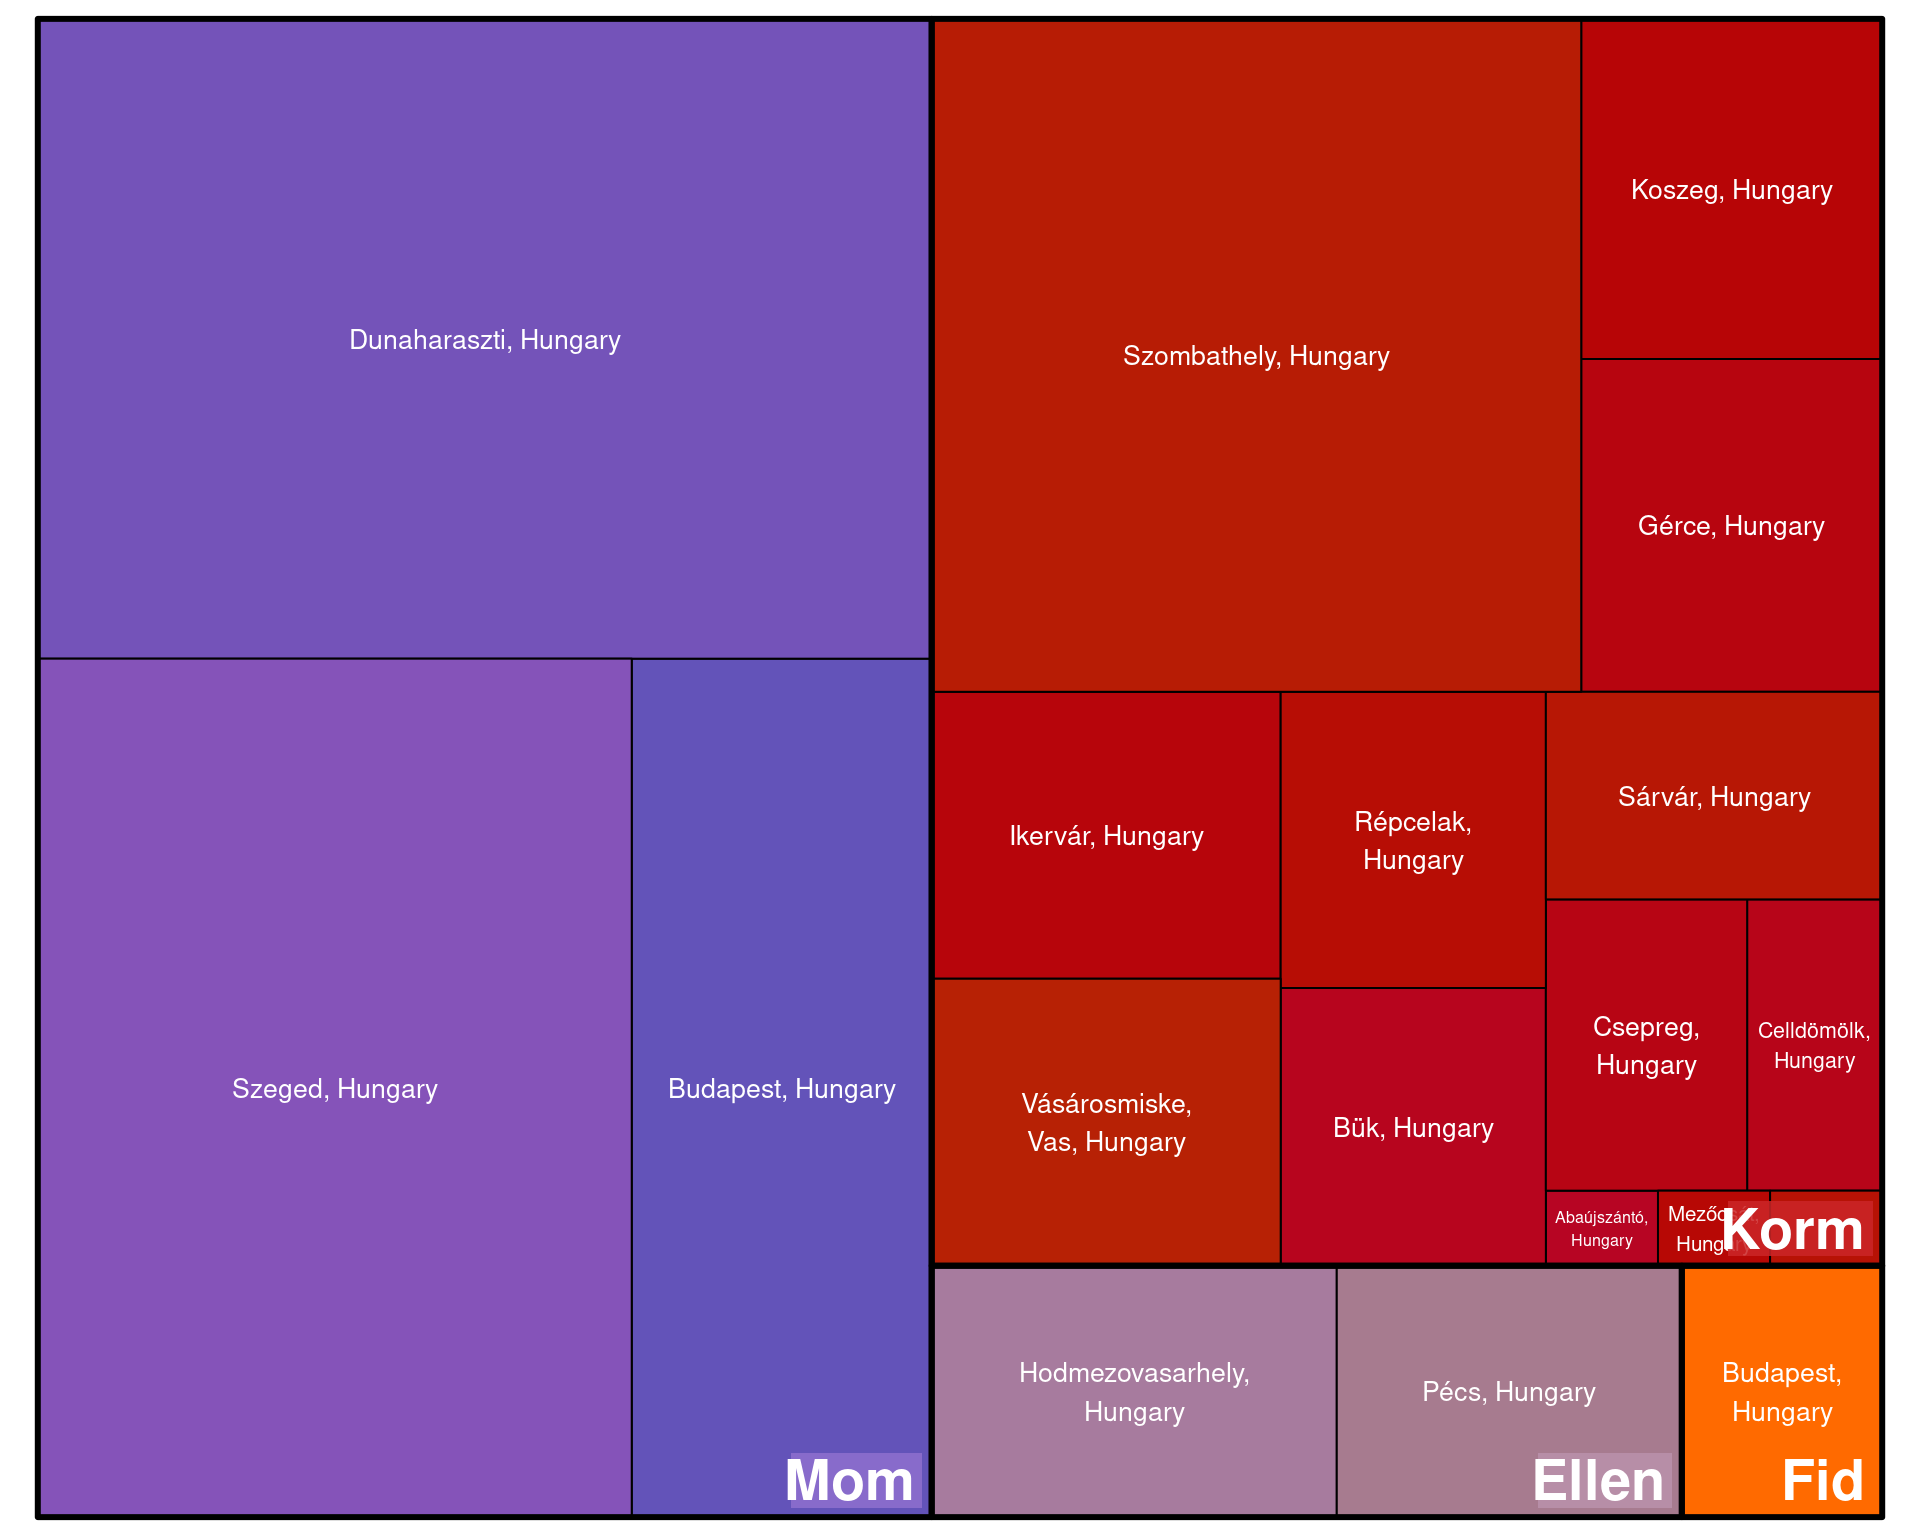 Dunaharaszti, Hungary
Szeged, Hungary
Budapest, Hungary
Mom
Szombathely, Hungary
Koszeg, Hungary
Gérce, Hungary
Ikervár, Hungary
Vásárosmiske,
Vas, Hungary
Répcelak,
Hungary
Bük, Hungary
Sárvár, Hungary
Csepreg,
Hungary
Celldömölk,
Hungary
Abaújszántó,
Hungary
Hungary
Korm
Hodmezovasarhely,
Hungary
Pécs, Hungary
Ellen
Budapest,
Hungary
Fid